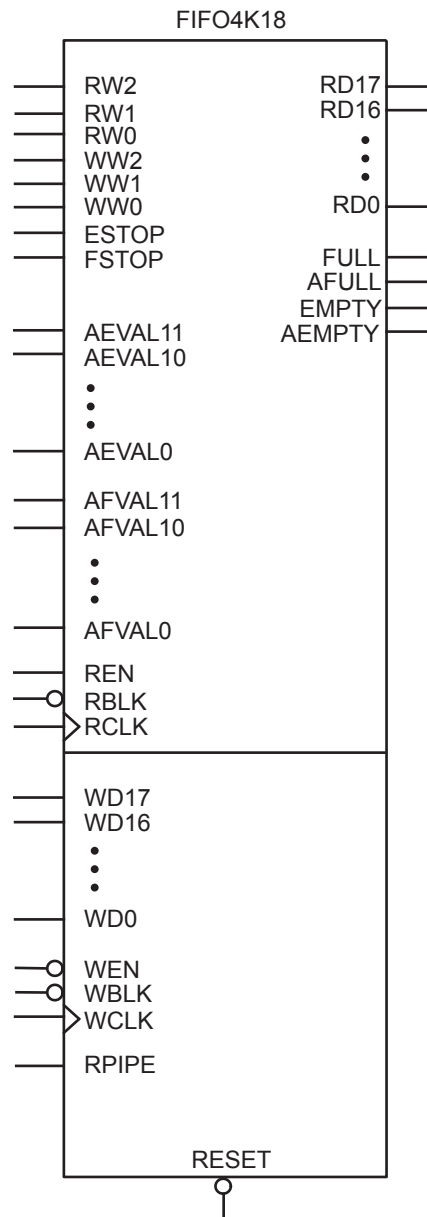 FIFO4K18
RW2
RW1
RW0
WW2
WW1
WW0
ESTOP
FSTOP
AEVAL11
AEVAL10
AEVAL0
AFVAL11
AFVAL10
AFVAL0
REN
RBLK
RCLK
RD17
RD16
RD0
FULL
AFULL
EMPTY
AEMPTY
WD17
WD16
WD0
WEN
WBLK
WCLK
RPIPE
RESET